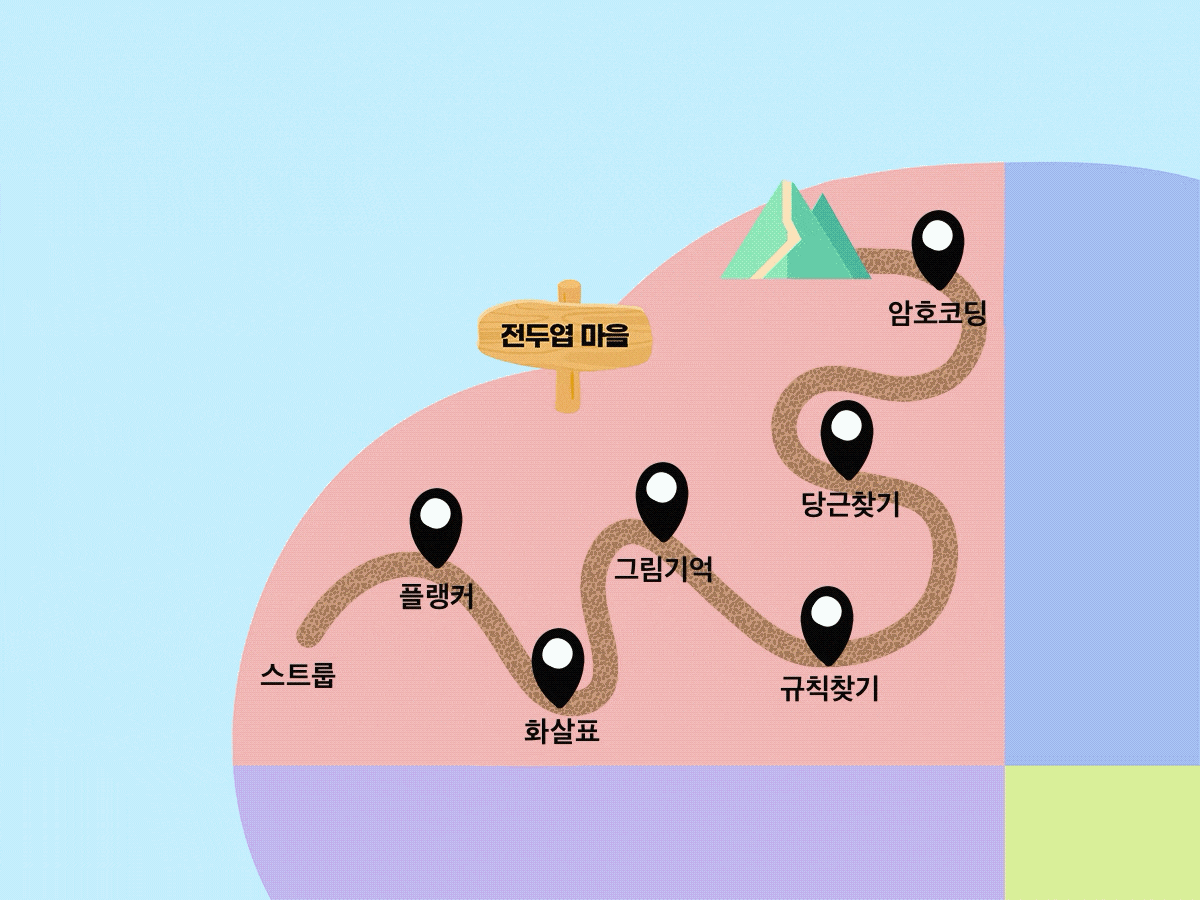 전두엽 마을
암호코딩
당근찾기
그림기억
플랭커
스트룹
규칙찾기
화살표